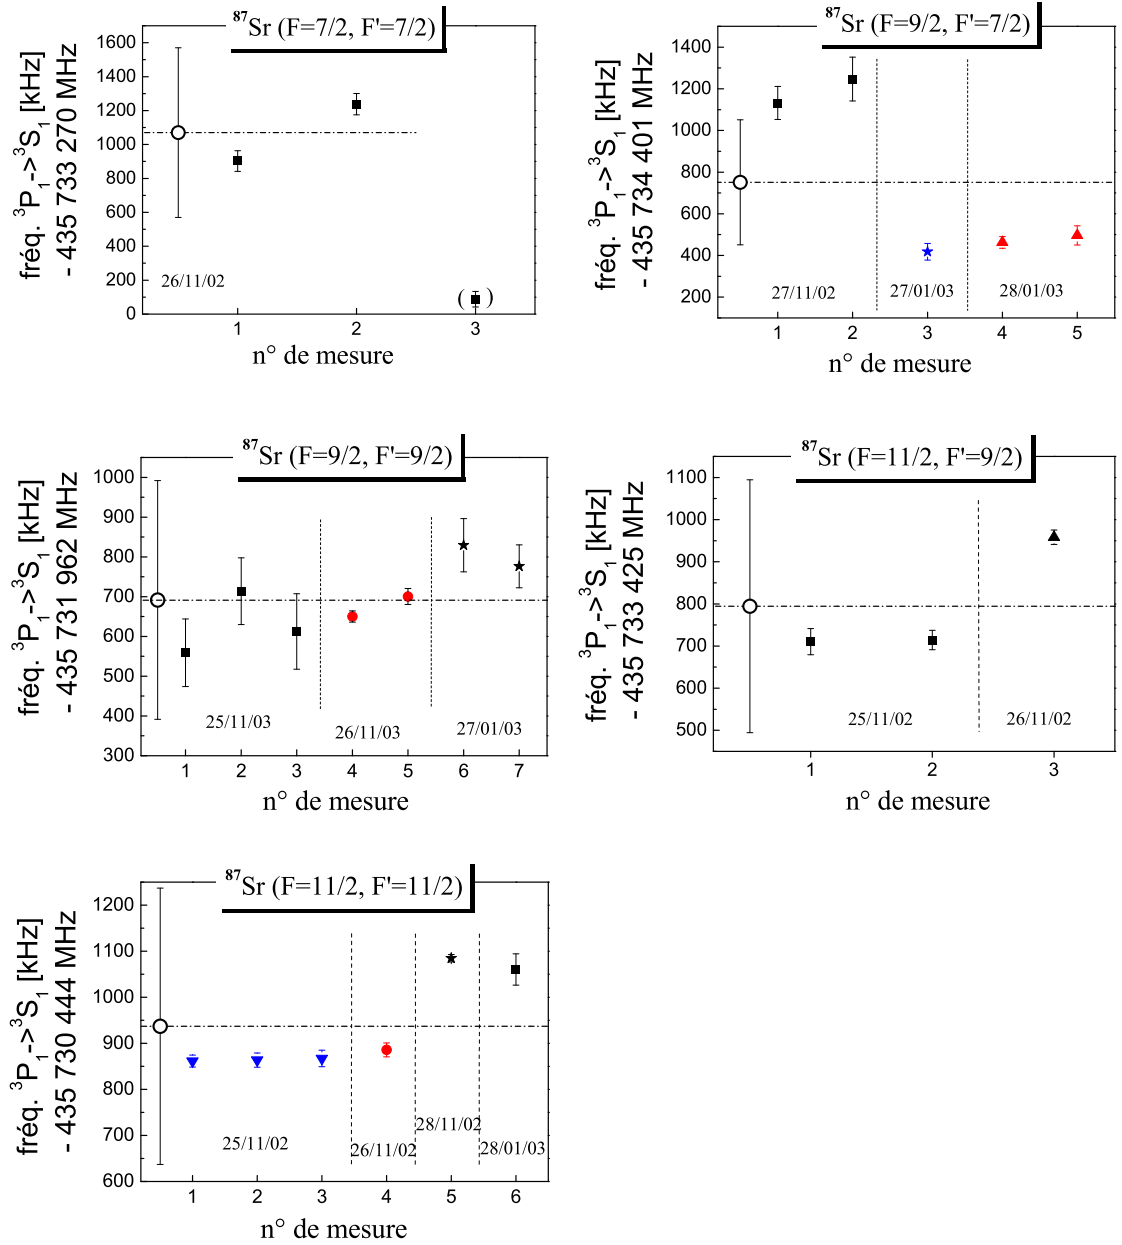 ⁸⁷Sr (F=7/2, F'=7/2)
fréq. ³P₁->³S₁ [kHz]
- 435 733 270 MHz
1600
1400
1200
1000
800
600
400
200
0
26/11/02
( )
1 2 3
n° de mesure
⁸⁷Sr (F=9/2, F'=7/2)
fréq. ³P₁->³S₁ [kHz]
- 435 734 401 MHz
1400
1200
1000
800
600
400
200
27/11/02 27/01/03 28/01/03
1 2 3 4 5
n° de mesure
⁸⁷Sr (F=9/2, F'=9/2)
fréq. ³P₁->³S₁ [kHz]
- 435 731 962 MHz
1000
900
800
700
600
500
400
300
25/11/03 26/11/03 27/01/03
1 2 3 4 5 6 7
n° de mesure
⁸⁷Sr (F=11/2, F'=9/2)
fréq. ³P₁->³S₁ [kHz]
- 435 733 425 MHz
1100
1000
900
800
700
600
500
25/11/02 26/11/02
1 2 3
n° de mesure
⁸⁷Sr (F=11/2, F'=11/2)
fréq. ³P₁->³S₁ [kHz]
- 435 730 444 MHz
1200
1100
1000
900
800
700
600
25/11/02 26/11/02 28/11/02 28/01/03
1 2 3 4 5 6
n° de mesure